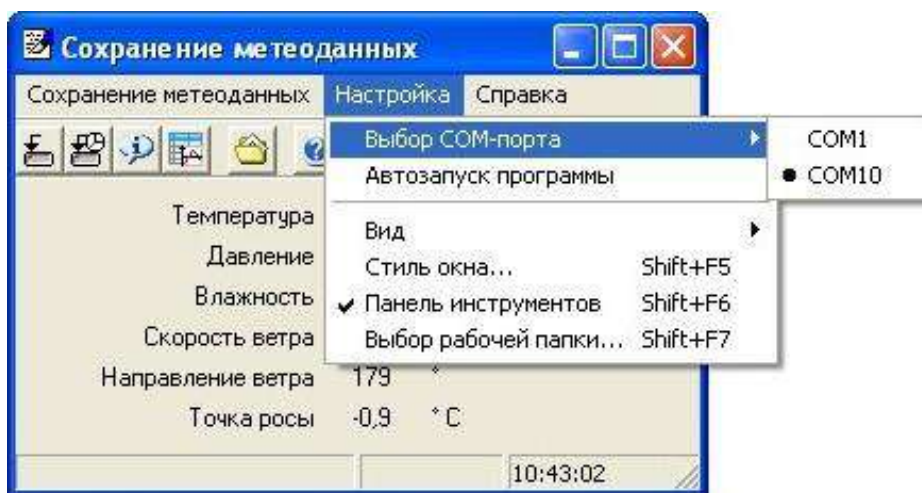 Сохранение метеоданных
Сохранение метеоданных Настройка Справка
Выбор COM-порта
COM1
Автозапуск программы
COM10
Температура
Вид
Давление
Стиль окна... Shift+F5
Влажность
Панель инструментов Shift+F6
Скорость ветра
Выбор рабочей папки... Shift+F7
Направление ветра 179 °
Точка росы -0,9 °C
10:43:02